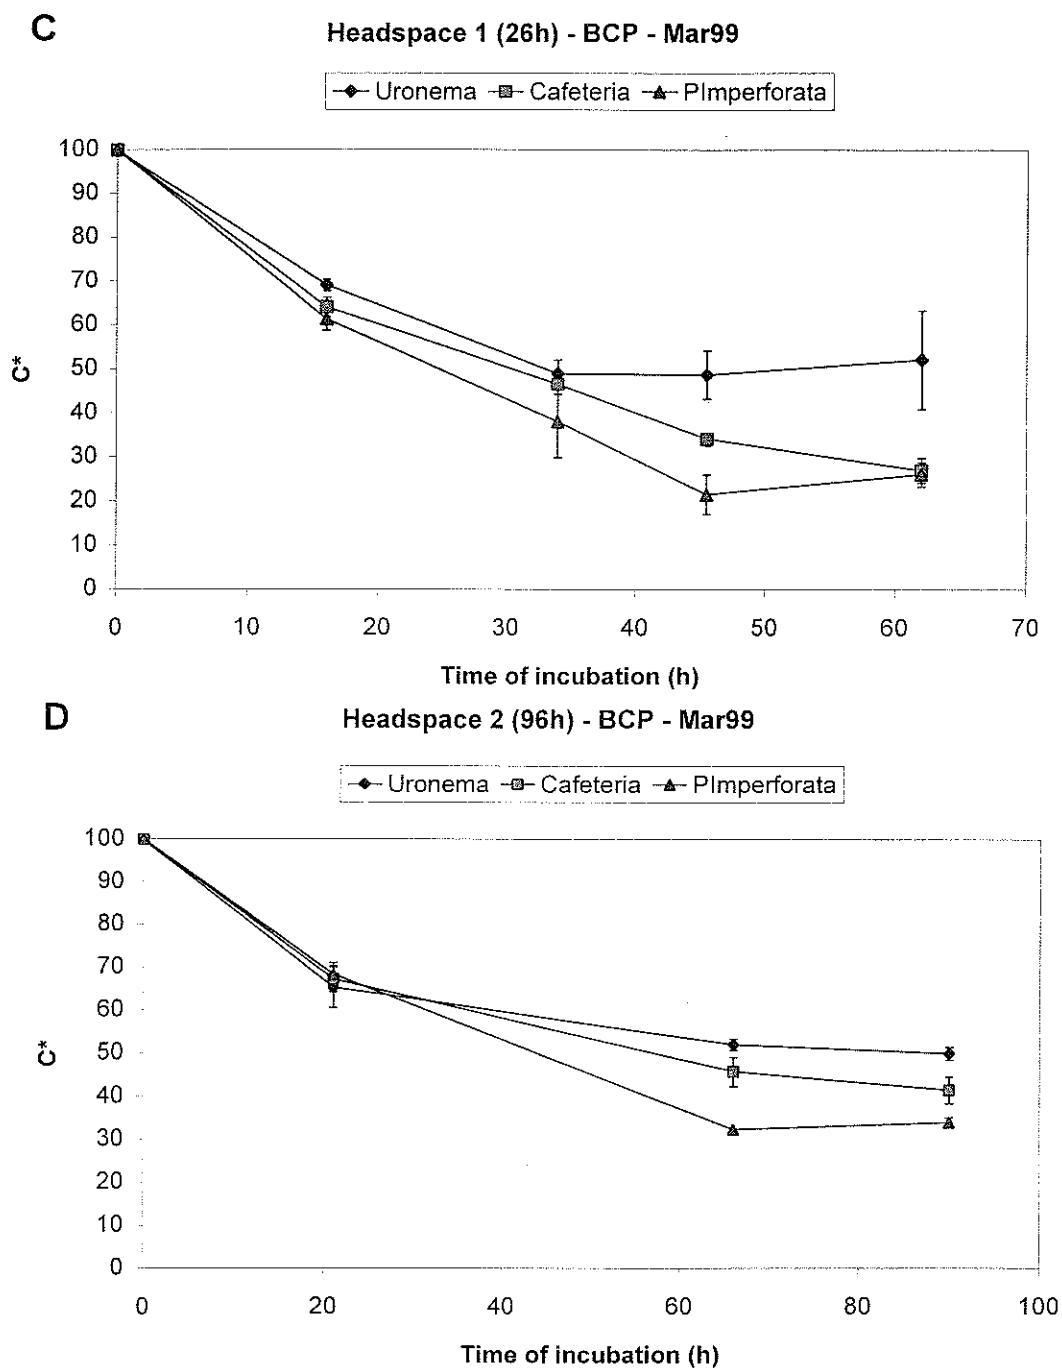 C
Headspace 1 (26h) - BCP - Mar99
Uronema Cafeteria PImperforata
100
90
80
70
60
50
40
30
20
10
0
C*
0 10 20 30 40 50 60 70
Time of incubation (h)
D
Headspace 2 (96h) - BCP - Mar99
Uronema Cafeteria PImperforata
100
90
80
70
60
50
40
30
20
10
0
C*
0 20 40 60 80 100
Time of incubation (h)